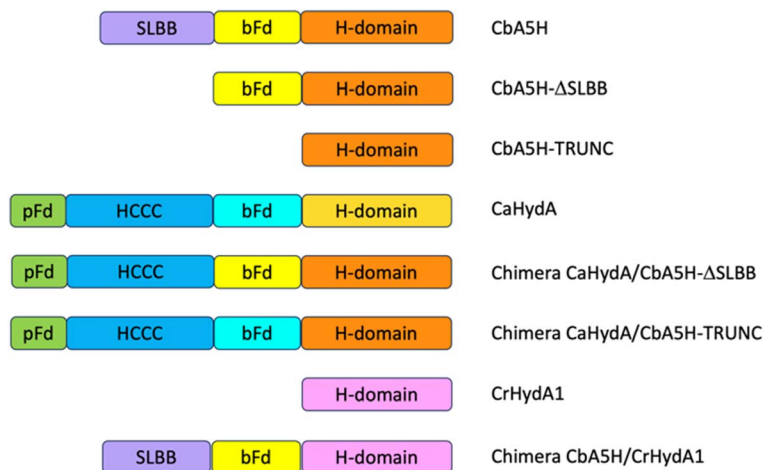 SLBB bFd H-domain CbA5H
bFd H-domain CbA5H-ΔSLBB
H-domain CbA5H-TRUNC
pFd HCCC bFd H-domain CaHydA
pFd HCCC bFd H-domain Chimera CaHydA/CbA5H-ΔSLBB
pFd HCCC bFd H-domain Chimera CaHydA/CbA5H-TRUNC
H-domain CrHydA1
SLBB bFd H-domain Chimera CbA5H/CrHydA1